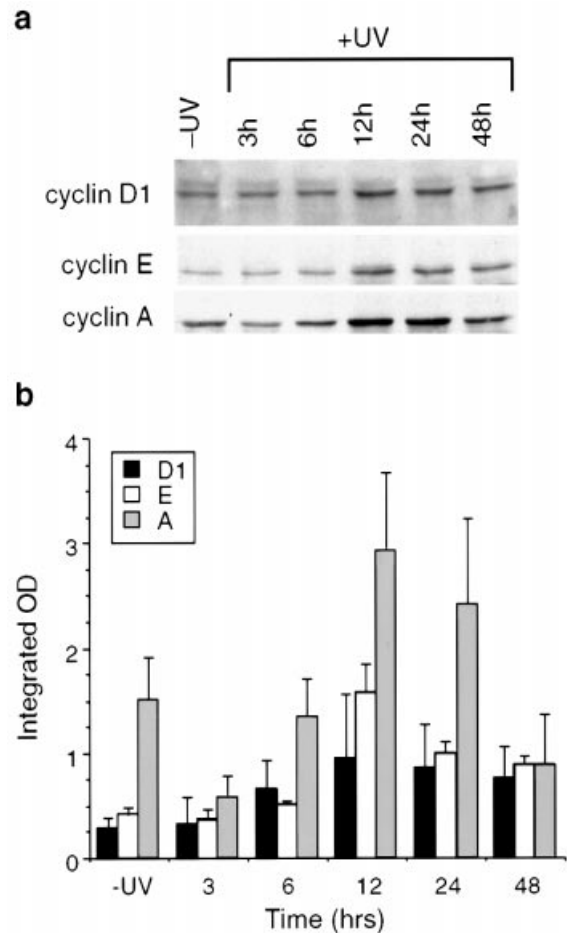 a
+UV
–UV 3h 6h 12h 24h 48h
cyclin D1
cyclin E
cyclin A
b
4
3
2
1
0
Integrated OD
D1
E
A
-UV 3 6 12 24 48
Time (hrs)